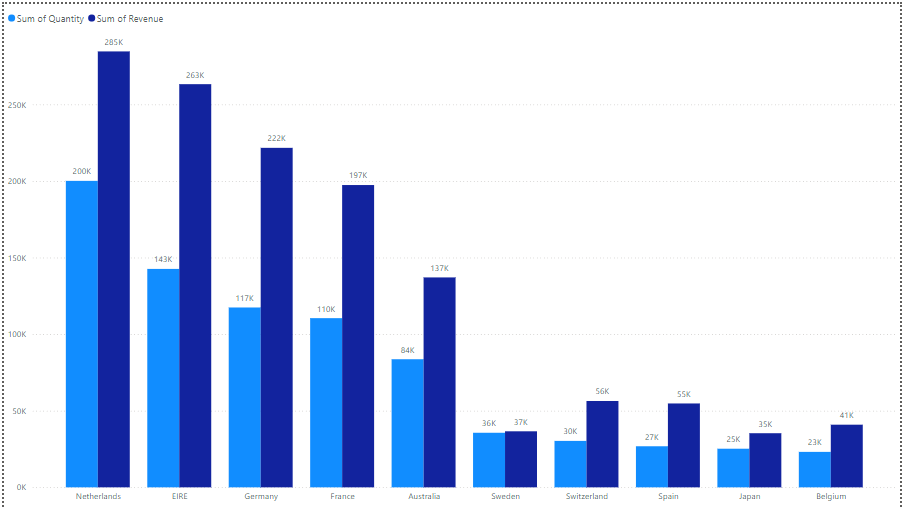 Sum of Quantity Sum of Revenue
285K
263K
250K
222K
200K
197K
200K
150K
143K
137K
117K
110K
100K
84K
56K
55K
50K
41K
36K
37K
30K
27K
25K
35K
23K
0K
Netherlands EIRE Germany France Australia Sweden Switzerland Spain Japan Belgium